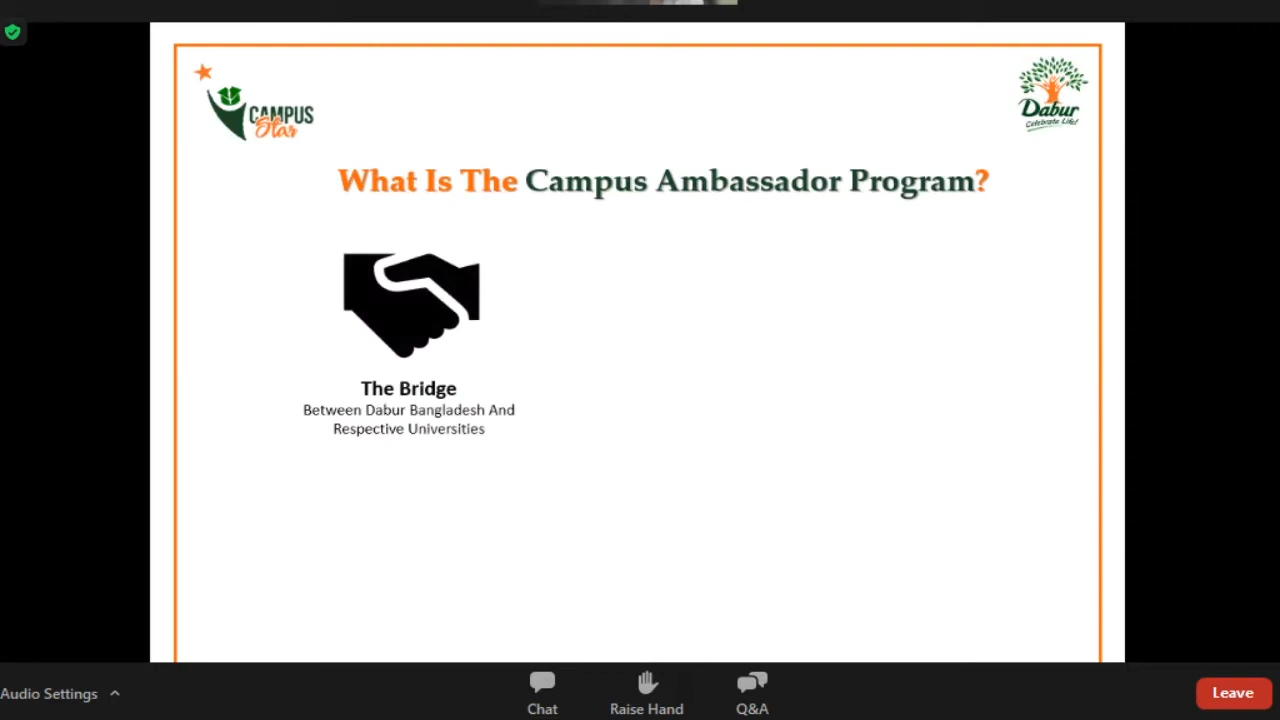 CAMPUS
Star
Dabur
Celebrate Life!
What Is The Campus Ambassador Program?
The Bridge
Between Dabur Bangladesh And
Respective Universities
Audio Settings
Chat
Raise Hand
Q&A
Leave